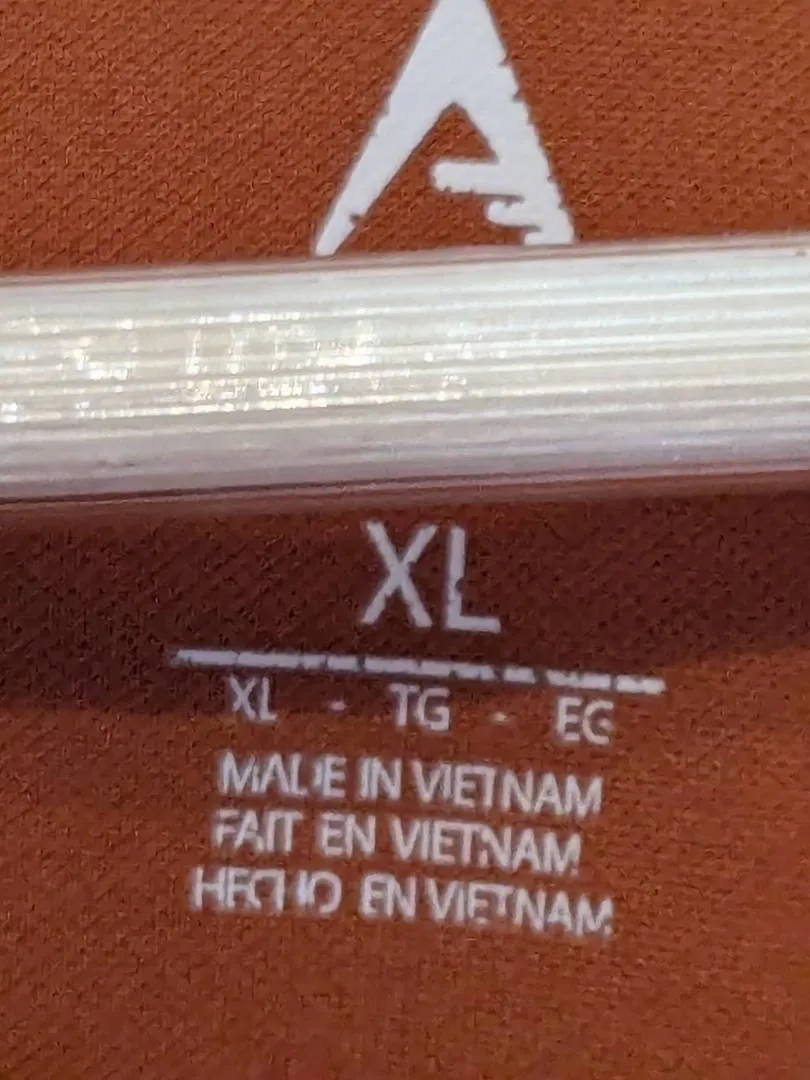 XL
XL - TG - EG
MADE IN VIETNAM
FAIT EN VIETNAM
HECHO EN VIETNAM